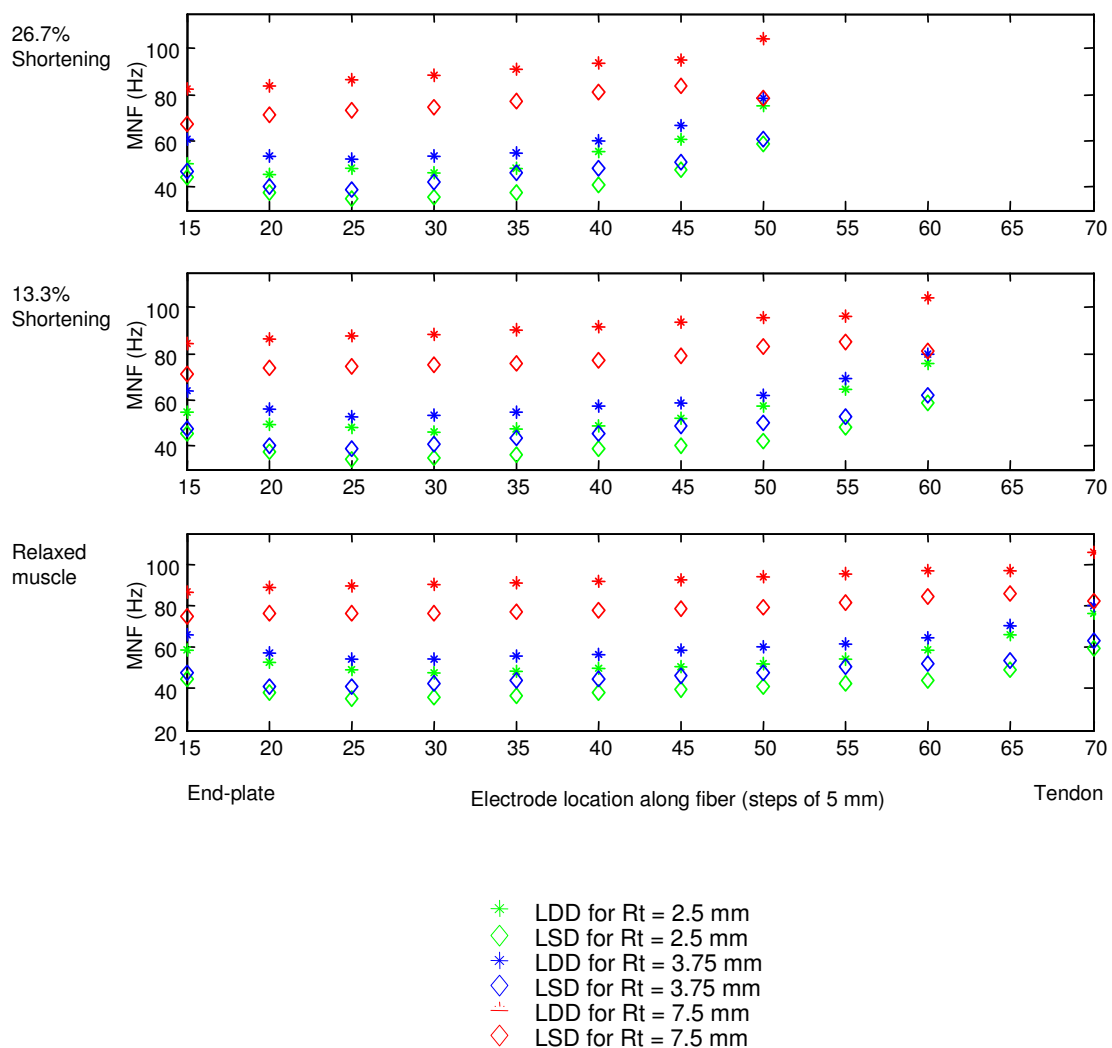 26.7%
Shortening
MNF (Hz)
100
80
60
40
15 20 25 30 35 40 45 50 55 60 65 70
13.3%
Shortening
MNF (Hz)
100
80
60
40
15 20 25 30 35 40 45 50 55 60 65 70
Relaxed
muscle
MNF (Hz)
100
80
60
40
20
15 20 25 30 35 40 45 50 55 60 65 70
End-plate Electrode location along fiber (steps of 5 mm) Tendon
LDD for Rt = 2.5 mm
LSD for Rt = 2.5 mm
LDD for Rt = 3.75 mm
LSD for Rt = 3.75 mm
LDD for Rt = 7.5 mm
LSD for Rt = 7.5 mm